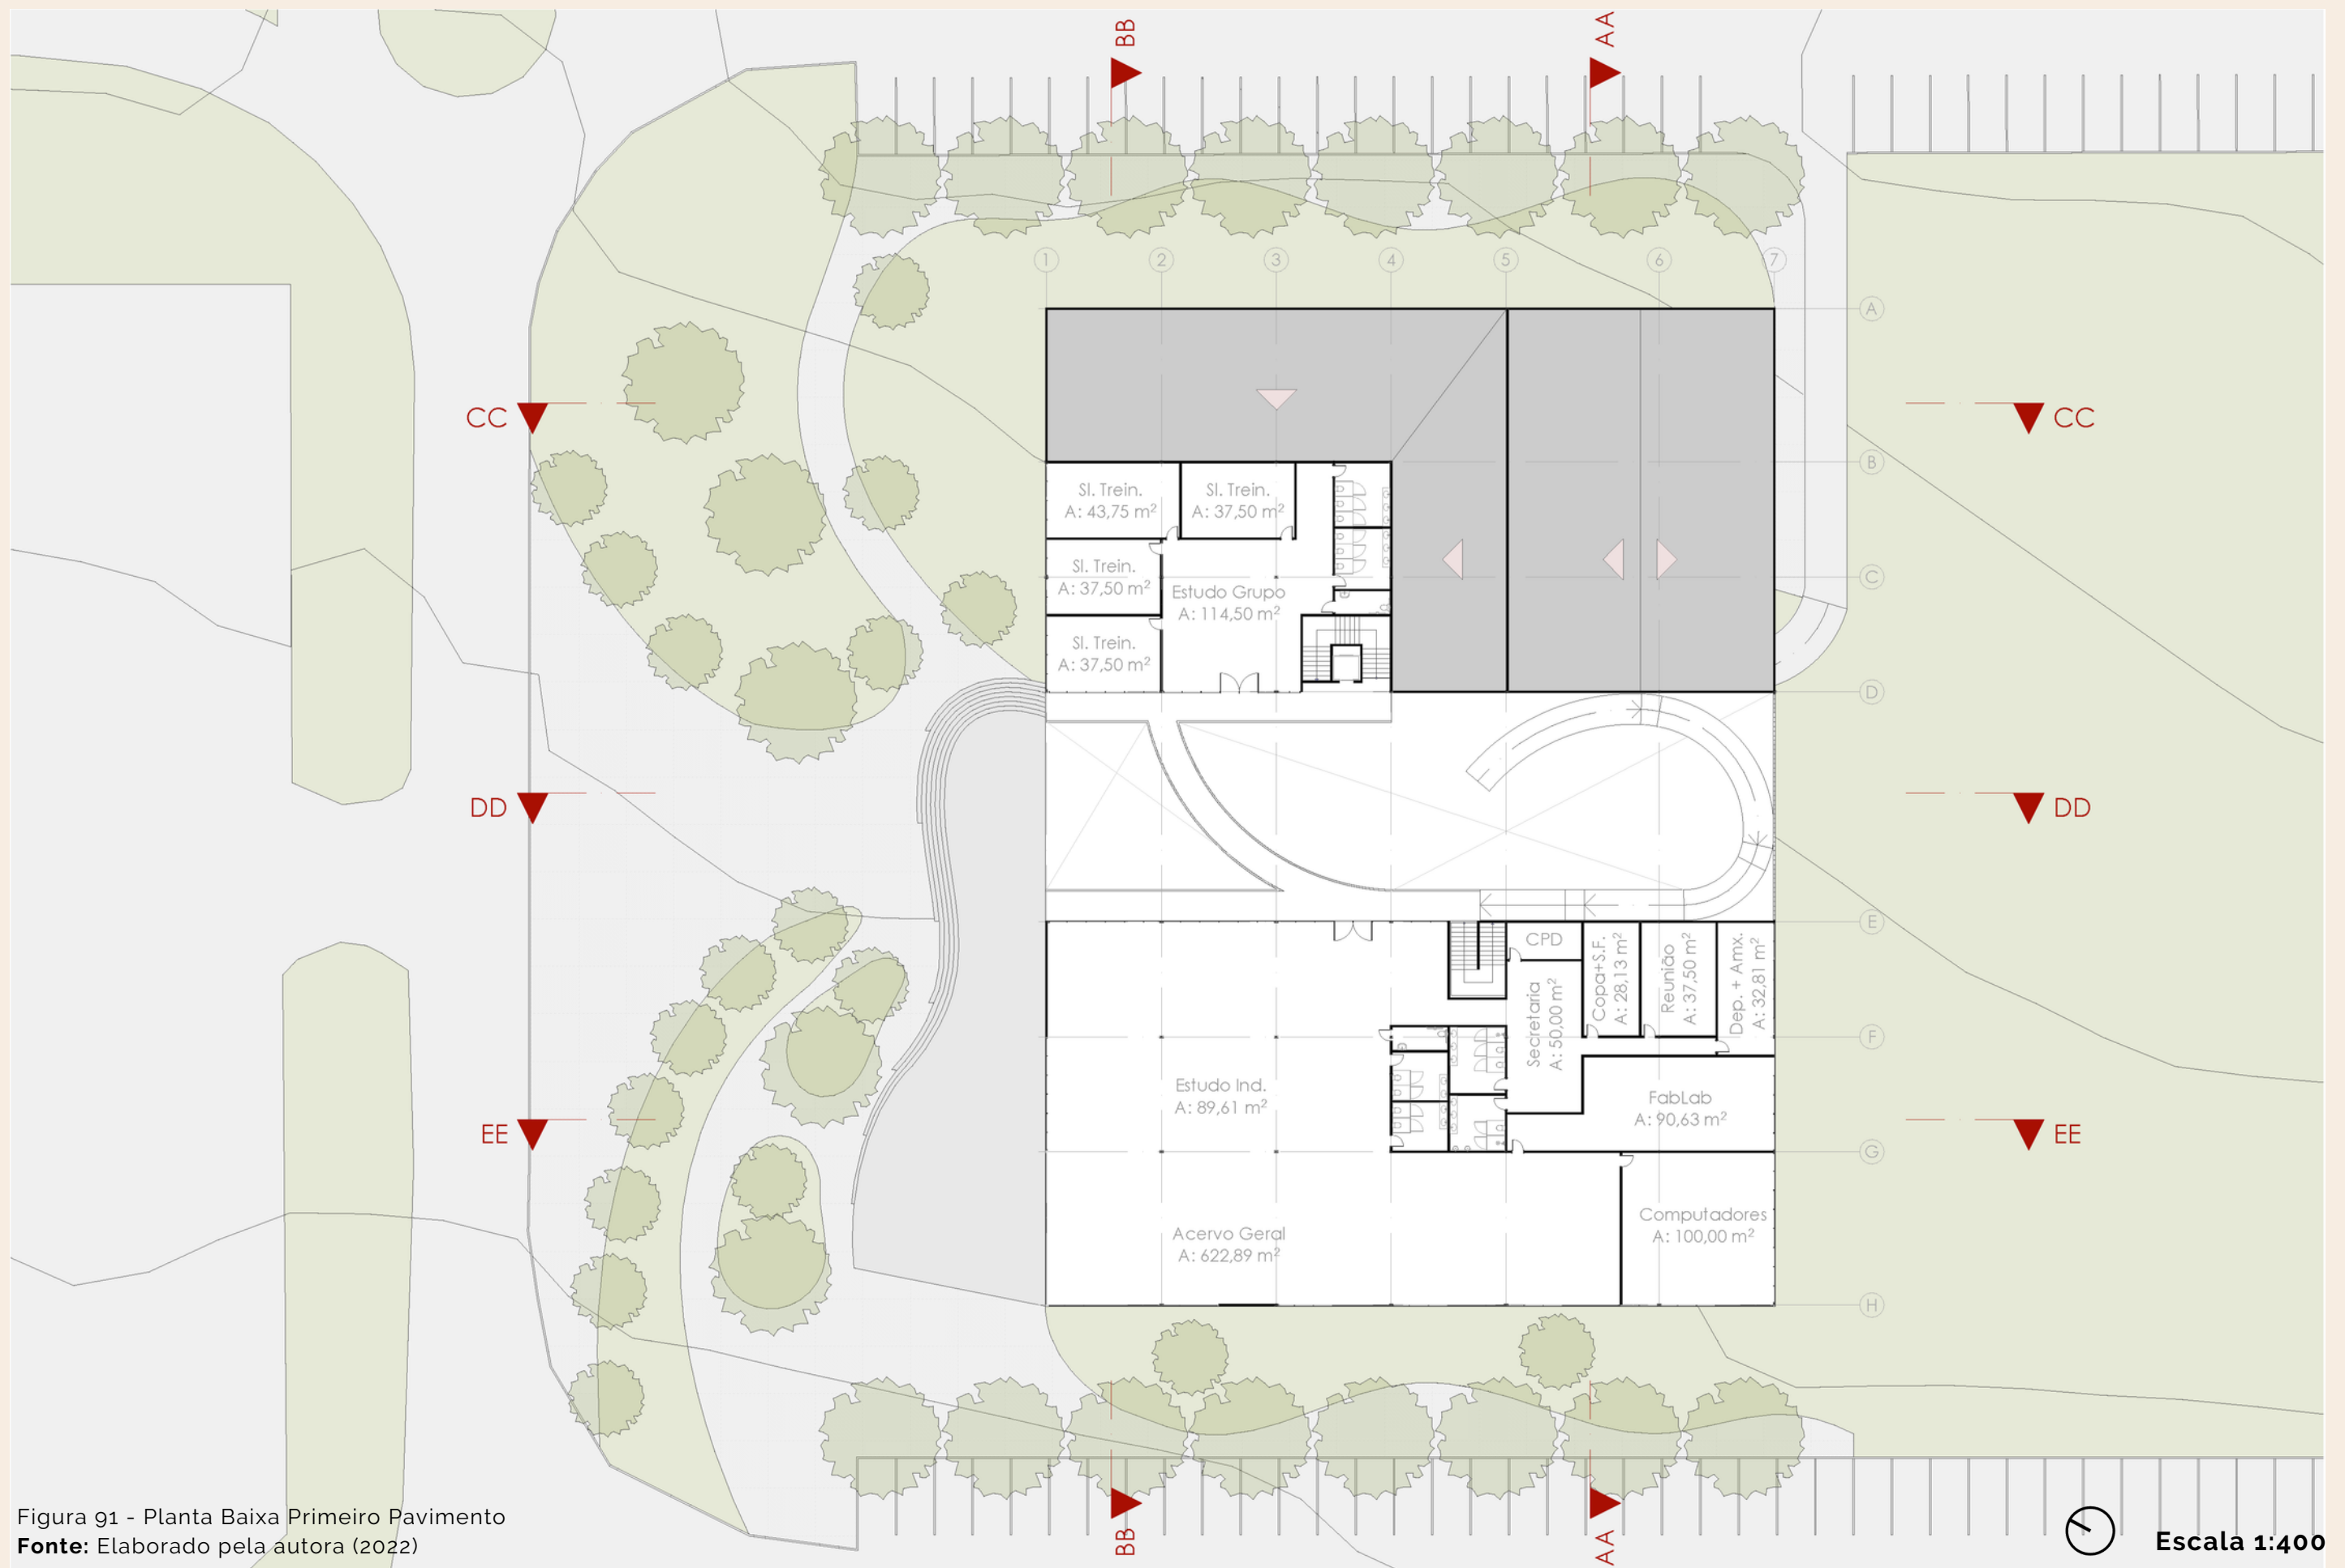 BB
AA
1
2
3
4
5
6
7
A
CC
CC
B
Sl. Trein.
A: 43,75 m²
Sl. Trein.
A: 37,50 m²
Sl. Trein.
A: 37,50 m²
C
Estudo Grupo
A: 114,50 m²
Sl. Trein.
A: 37,50 m²
D
DD
DD
E
CPD
Secretaria
A: 50,00 m²
Copa+S.F.
A: 28,13 m²
Reunião
A: 37,50 m²
Dep. + Amx.
A: 32,81 m²
F
Estudo Ind.
A: 89,61 m²
FabLab
A: 90,63 m²
EE
EE
G
Acervo Geral
A: 622,89 m²
Computadores
A: 100,00 m²
H
BB
AA
Figura 91 - Planta Baixa Primeiro Pavimento
Fonte: Elaborado pela autora (2022)
Escala 1:400